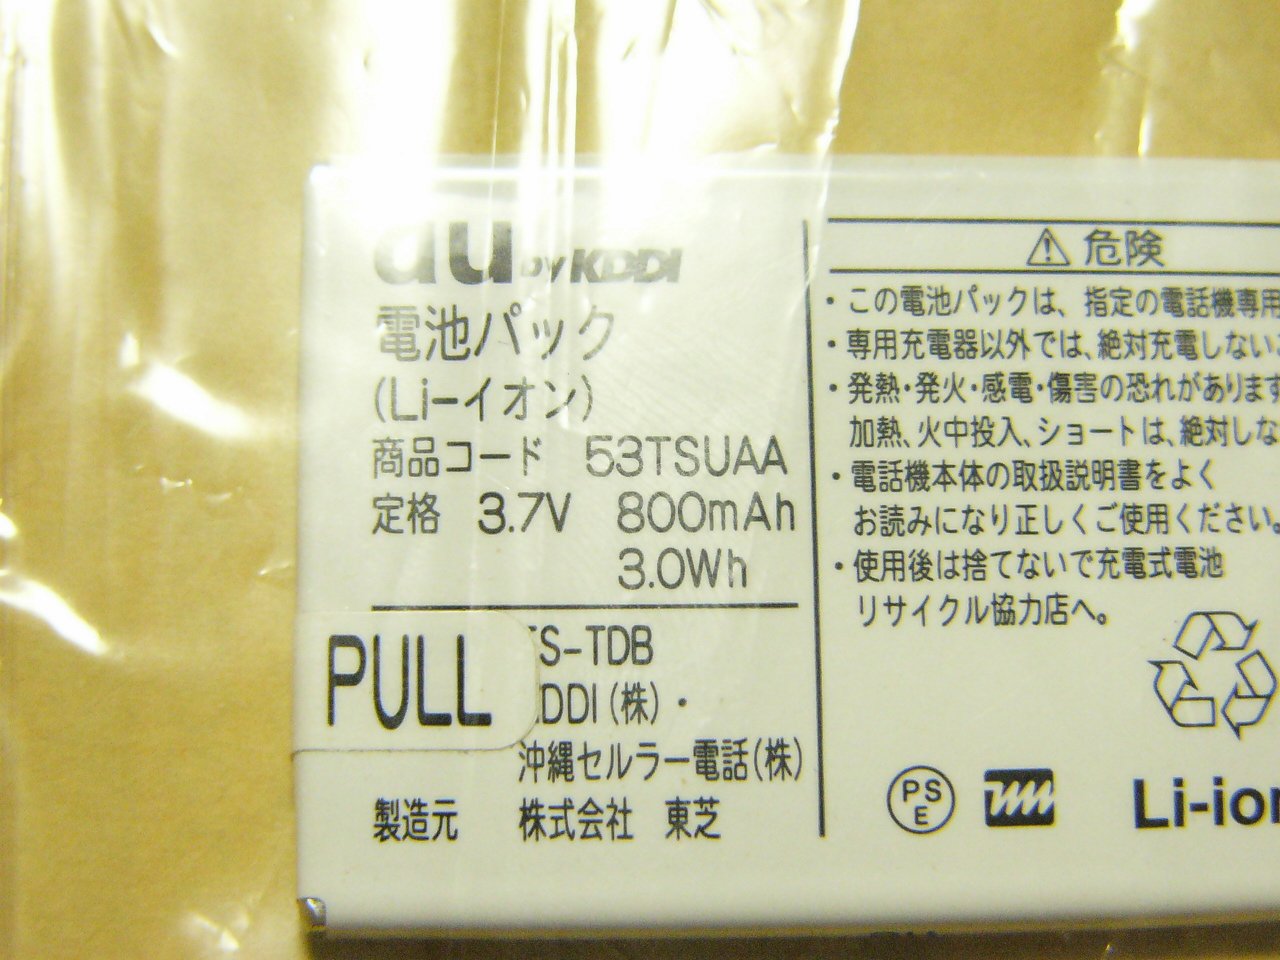 au by KDDI
電池パック
(Li-イオン)
商品コード 53TSUAA
定格 3.7V 800mAh
3.0Wh
PULL
S-TDB
DDI(株)・
沖縄セルラー電話(株)
製造元 株式会社 東芝
⚠危険
・この電池パックは、指定の電話機専用
・専用充電器以外では、絶対充電しない
・発熱・発火・感電・傷害の恐れがあります
加熱、火中投入、ショートは、絶対しな
・電話機本体の取扱説明書をよく
お読みになり正しくご使用ください。
・使用後は捨てないで充電式電池
リサイクル協力店へ。
PS
E
Li-ion